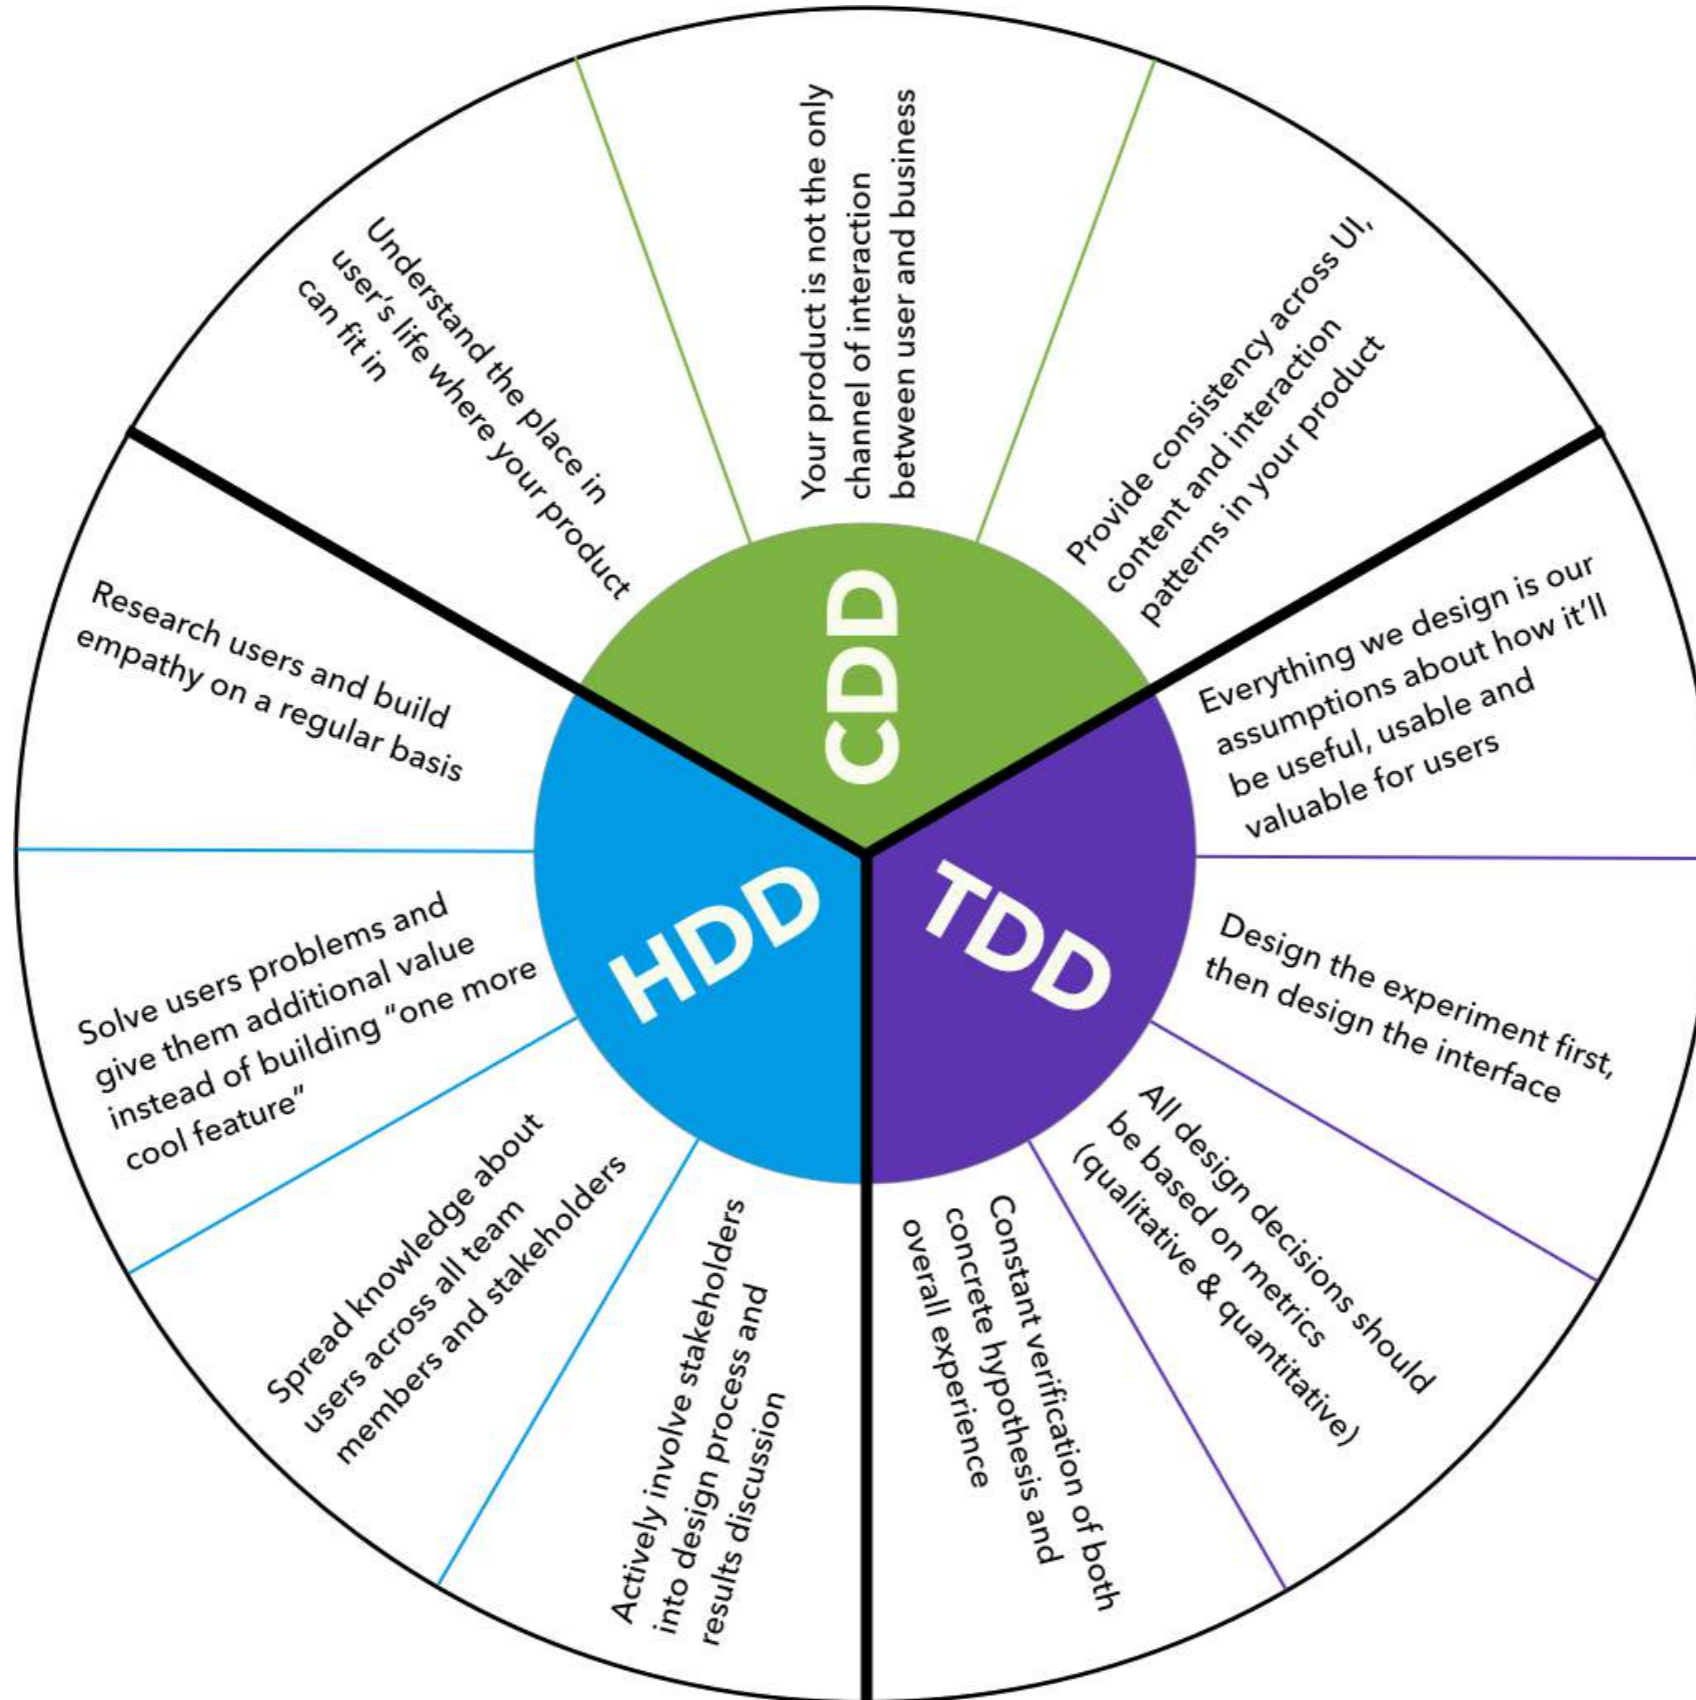 CDD
Understand the place in
user's life where your product
can fit in
Your product is not the only
channel of interaction
between user and business
Provide consistency across UI,
content and interaction
patterns in your product
TDD
Everything we design is our
assumptions about how it'll
be useful, usable and
valuable for users
Design the experiment first,
then design the interface
All design decisions should
be based on metrics
(qualitative & quantitative)
Constant verification of both
concrete hypothesis and
overall experience
HDD
Research users and build
empathy on a regular basis
Solve users problems and
give them additional value
instead of building "one more
cool feature"
Spread knowledge about
users across all team
members and stakeholders
Actively involve stakeholders
into design process and
results discussion